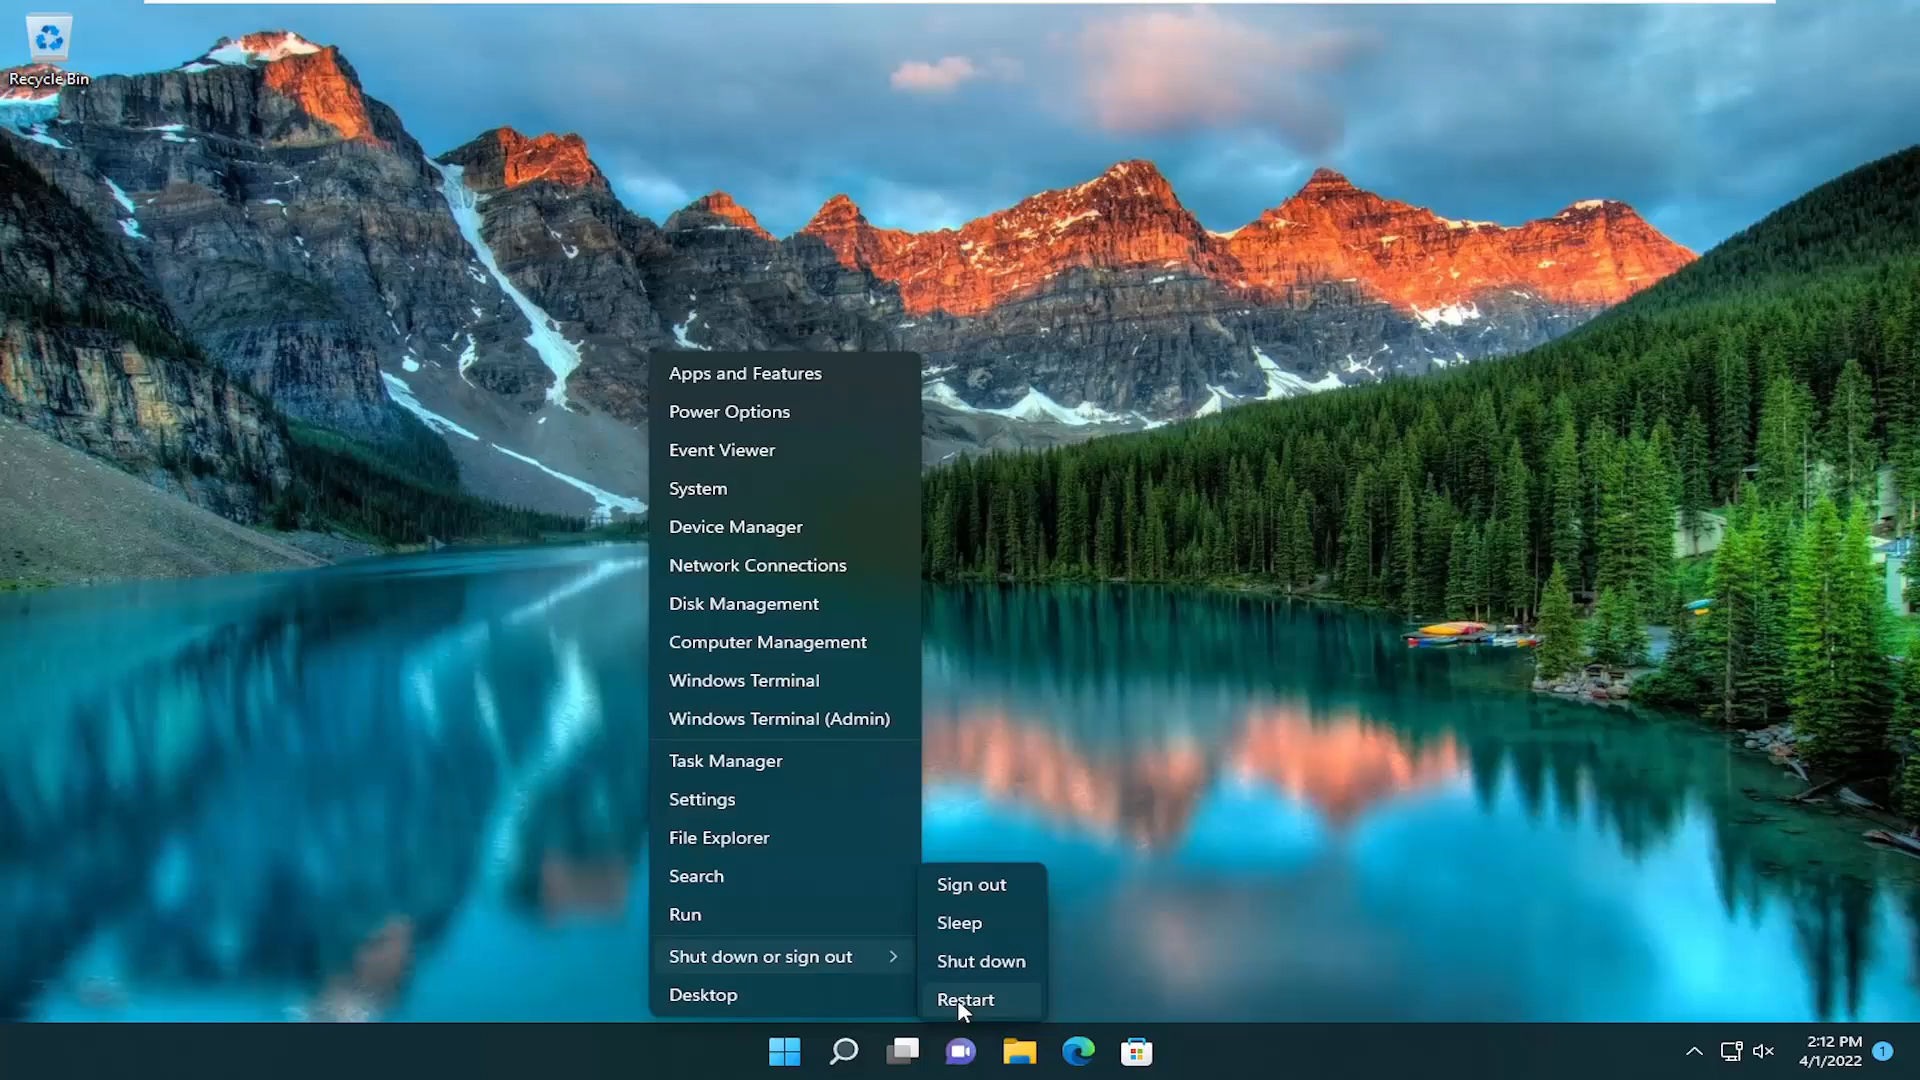 Recycle Bin
Apps and Features
Power Options
Event Viewer
System
Device Manager
Network Connections
Disk Management
Computer Management
Windows Terminal
Windows Terminal (Admin)
Task Manager
Settings
File Explorer
Search
Run
Shut down or sign out
Desktop
Sign out
Sleep
Shut down
Restart
2:12 PM
4/1/2022
1